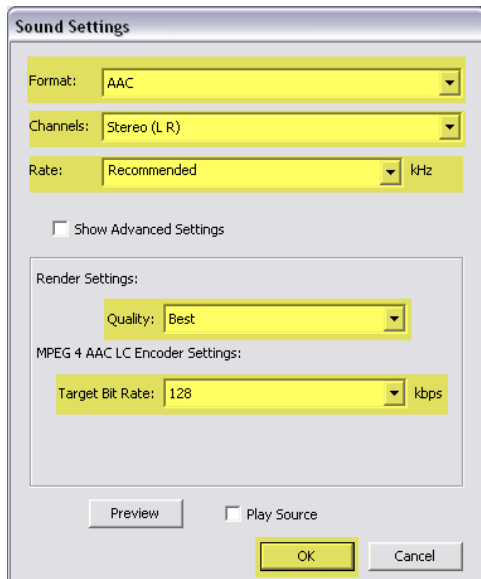 Sound Settings
Format: AAC
Channels: Stereo (L R)
Rate: Recommended kHz
Show Advanced Settings
Render Settings:
Quality: Best
MPEG 4 AAC LC Encoder Settings:
Target Bit Rate: 128 kbps
Preview Play Source
OK Cancel